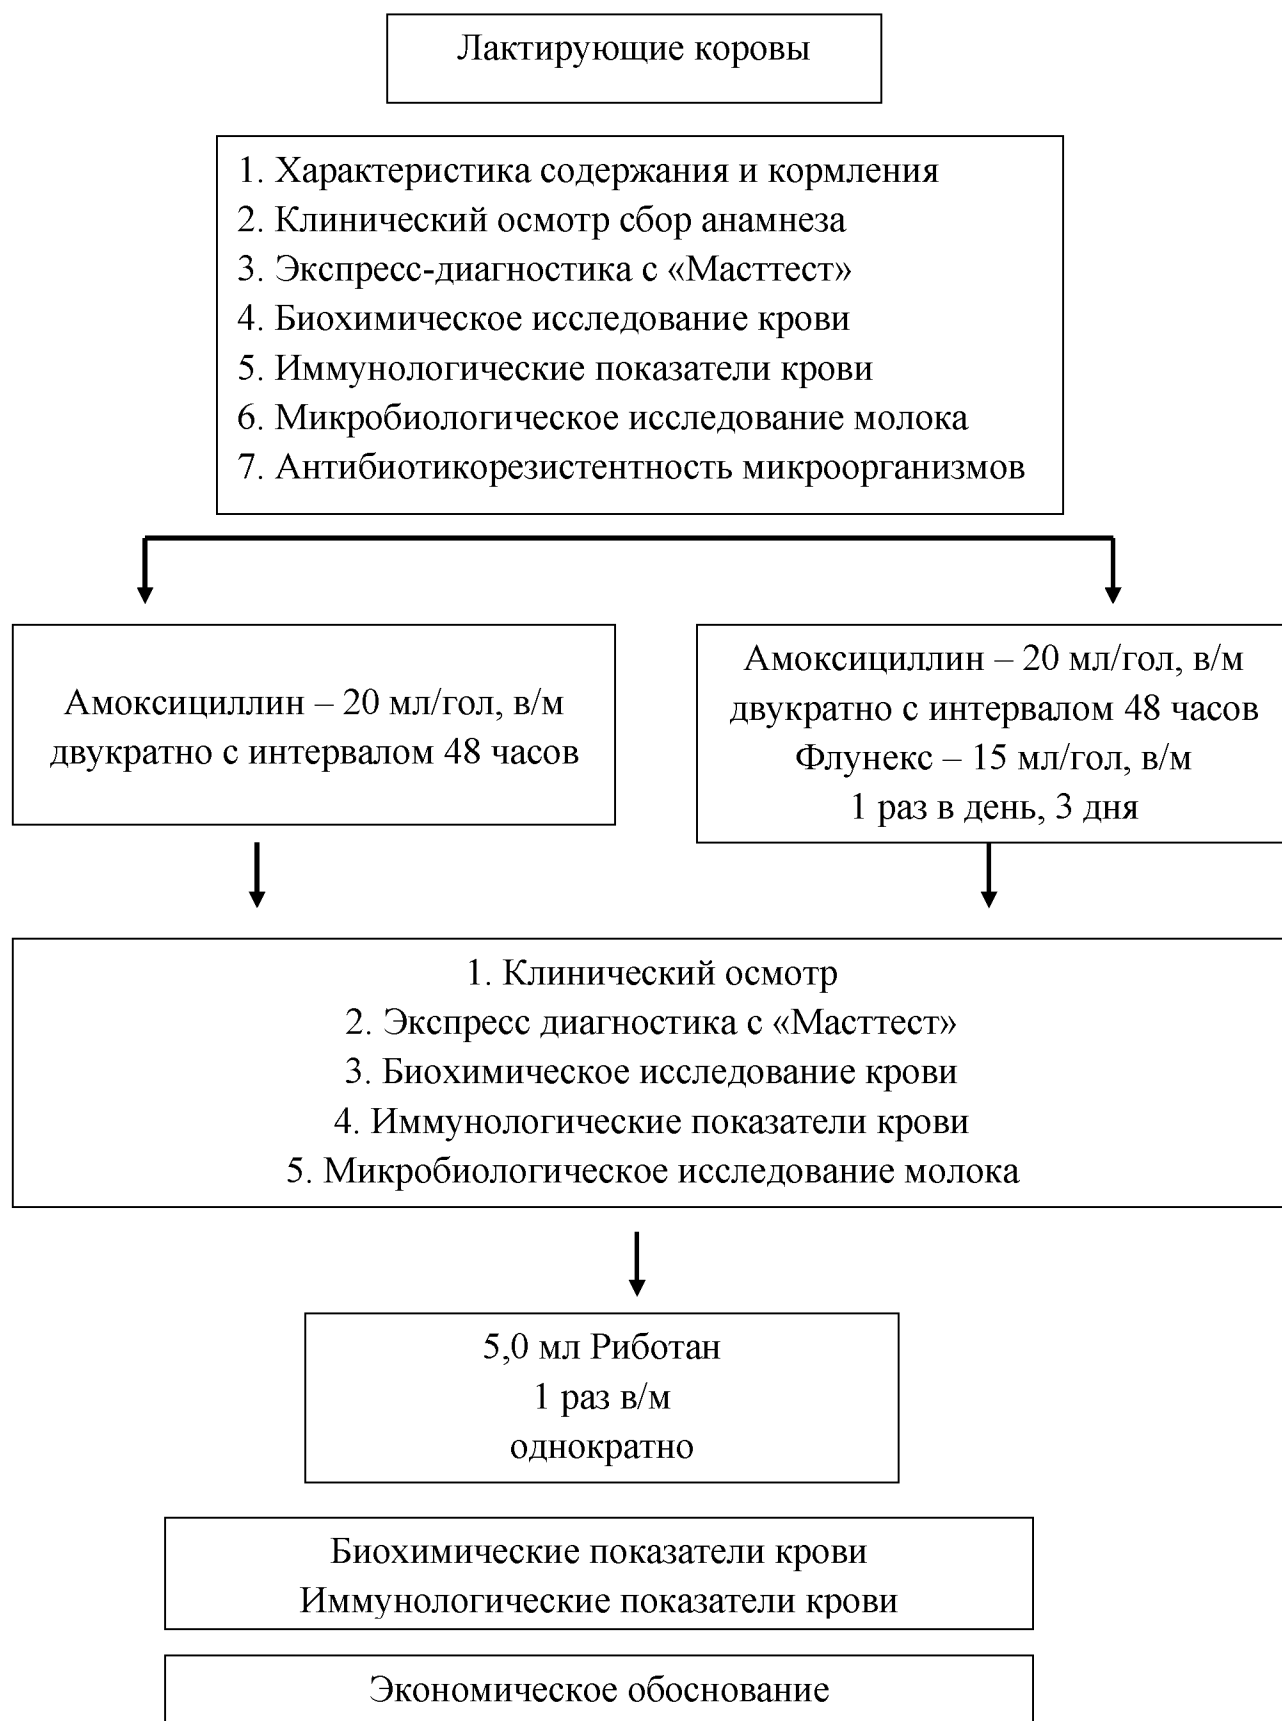 Лактирующие коровы
1. Характеристика содержания и кормления
2. Клинический осмотр сбор анамнеза
3. Экспресс-диагностика с «Масттест»
4. Биохимическое исследование крови
5. Иммунологические показатели крови
6. Микробиологическое исследование молока
7. Антибиотикорезистентность микроорганизмов
Амоксициллин – 20 мл/гол, в/м
двукратно с интервалом 48 часов
Амоксициллин – 20 мл/гол, в/м
двукратно с интервалом 48 часов
Флунекс – 15 мл/гол, в/м
1 раз в день, 3 дня
1. Клинический осмотр
2. Экспресс диагностика с «Масттест»
3. Биохимическое исследование крови
4. Иммунологические показатели крови
5. Микробиологическое исследование молока
5,0 мл Риботан
1 раз в/м
однократно
Биохимические показатели крови
Иммунологические показатели крови
Экономическое обоснование